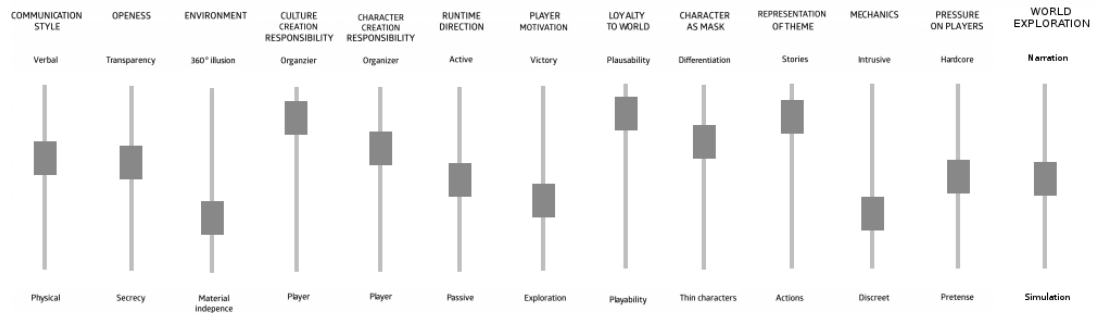 COMMUNICATION STYLE
OPENESS
ENVIRONMENT
CULTURE CREATION RESPONSIBILITY
CHARACTER CREATION RESPONSIBILITY
RUNTIME DIRECTION
PLAYER MOTIVATION
LOYALTY TO WORLD
CHARACTER AS MASK
REPRESENTATION OF THEME
MECHANICS
PRESSURE ON PLAYERS
WORLD EXPLORATION
Verbal
Transparency
360° illusion
Organzier
Organizer
Active
Victory
Plausability
Differentiation
Stories
Intrusive
Hardcore
Narration
Physical
Secrecy
Material indepence
Player
Player
Passive
Exploration
Playability
Thin characters
Actions
Discreet
Pretense
Simulation